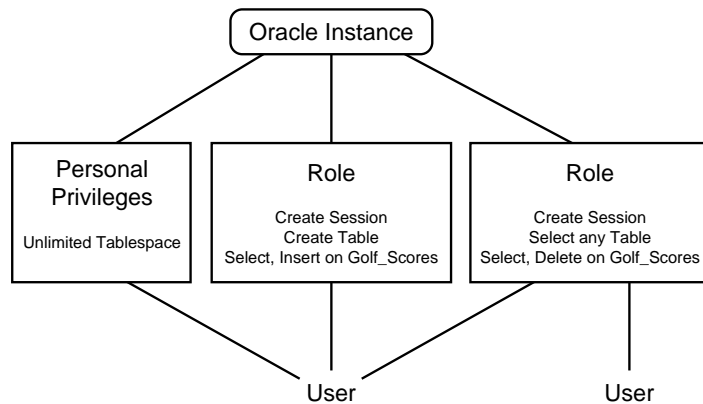 Oracle Instance
Personal
Privileges
Unlimited Tablespace
Role
Create Session
Create Table
Select, Insert on Golf_Scores
Role
Create Session
Select any Table
Select, Delete on Golf_Scores
User
User